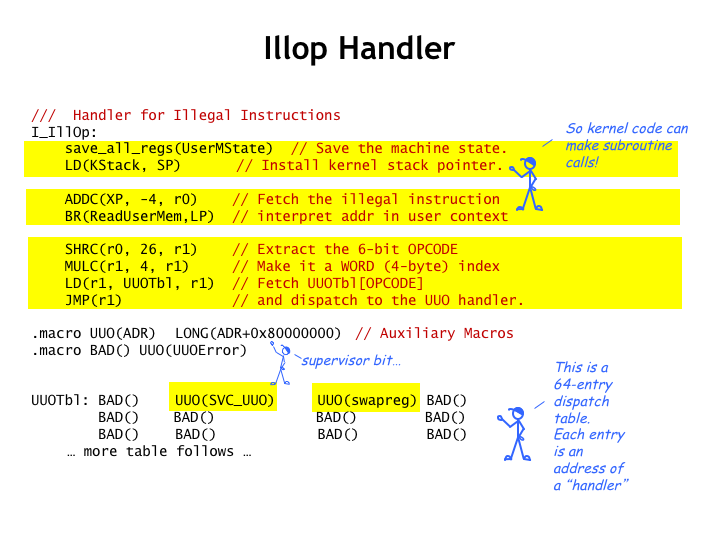 Illop Handler
/// Handler for Illegal Instructions
I_IllOp:
save_all_regs(UserMState) // Save the machine state.
LD(KStack, SP) // Install kernel stack pointer.
So kernel code can
make subroutine
calls!
ADDC(XP, -4, r0) // Fetch the illegal instruction
BR(ReadUserMem,LP) // interpret addr in user context
SHRC(r0, 26, r1) // Extract the 6-bit OPCODE
MULC(r1, 4, r1) // Make it a WORD (4-byte) index
LD(r1, UUOTbl, r1) // Fetch UUOTbl[OPCODE]
JMP(r1) // and dispatch to the UUO handler.
.macro UUO(ADR) LONG(ADR+0x80000000) // Auxiliary Macros
.macro BAD() UUO(UUOError)
supervisor bit…
UUOTbl: BAD() UUO(SVC_UUO) UUO(swapreg) BAD()
BAD() BAD() BAD() BAD()
BAD() BAD() BAD() BAD()
… more table follows …
This is a
64-entry
dispatch
table.
Each entry
is an
address of
a “handler”